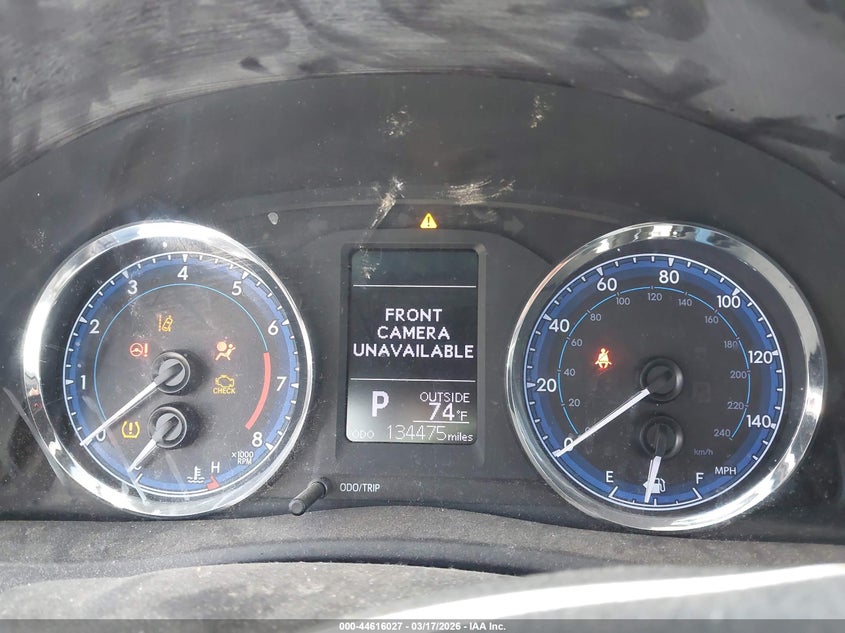 0 1 2 3 4 5 6 7 8
CHECK
!
(!)
×1000
RPM
H
FRONT
CAMERA
UNAVAILABLE
P
OUTSIDE
74°F
ODO 134475 miles
ODO/TRIP
0 20 40 60 80 100 120 140
20 40 60 80 100 120 140 160 180 200 220 240
km/h
MPH
E F
000-44616027 - 03/17/2026 - IAA Inc.